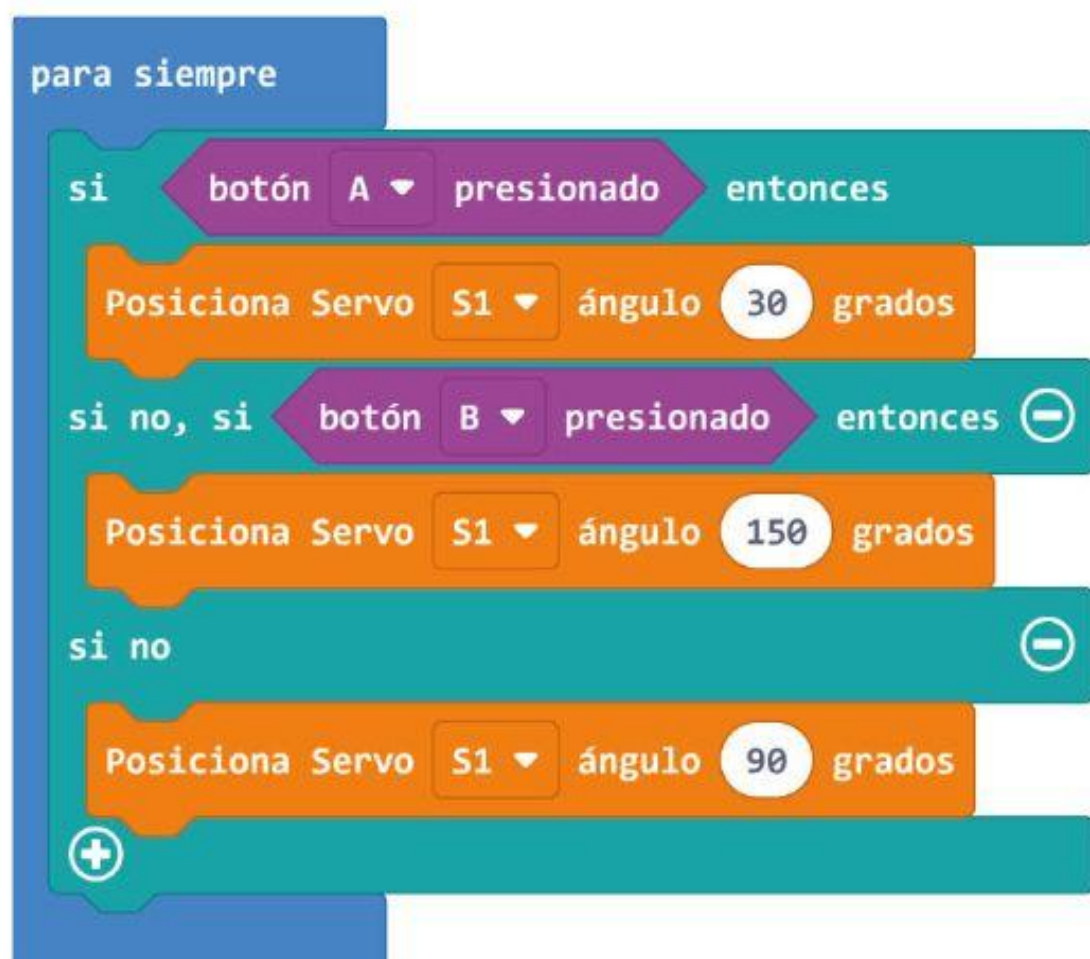 para siempre
si botón A presionado entonces
Posiciona Servo S1 ángulo 30 grados
si no, si botón B presionado entonces
Posiciona Servo S1 ángulo 150 grados
si no
Posiciona Servo S1 ángulo 90 grados